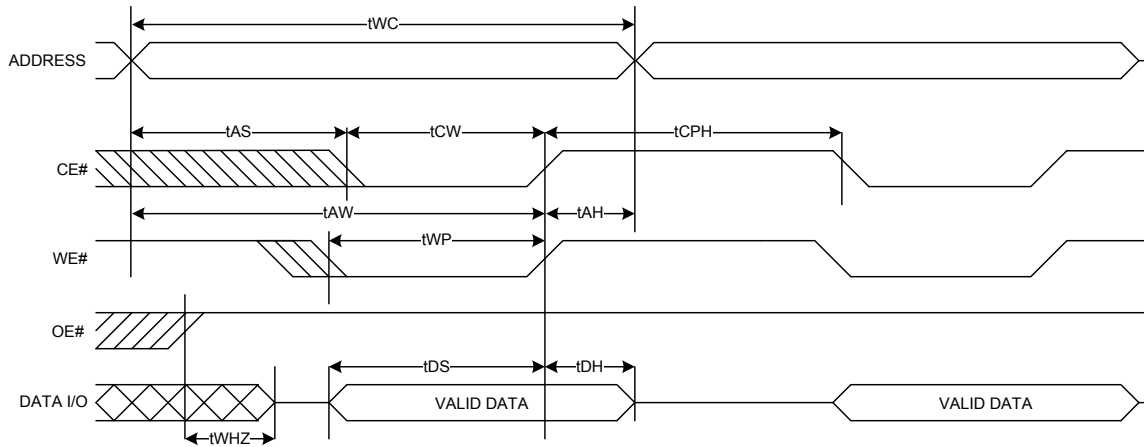 tWC
ADDRESS
tAS
tCW
tCPH
CE#
tAW
tAH
tWP
WE#
OE#
tDS
tDH
DATA I/O
VALID DATA
VALID DATA
tWHZ